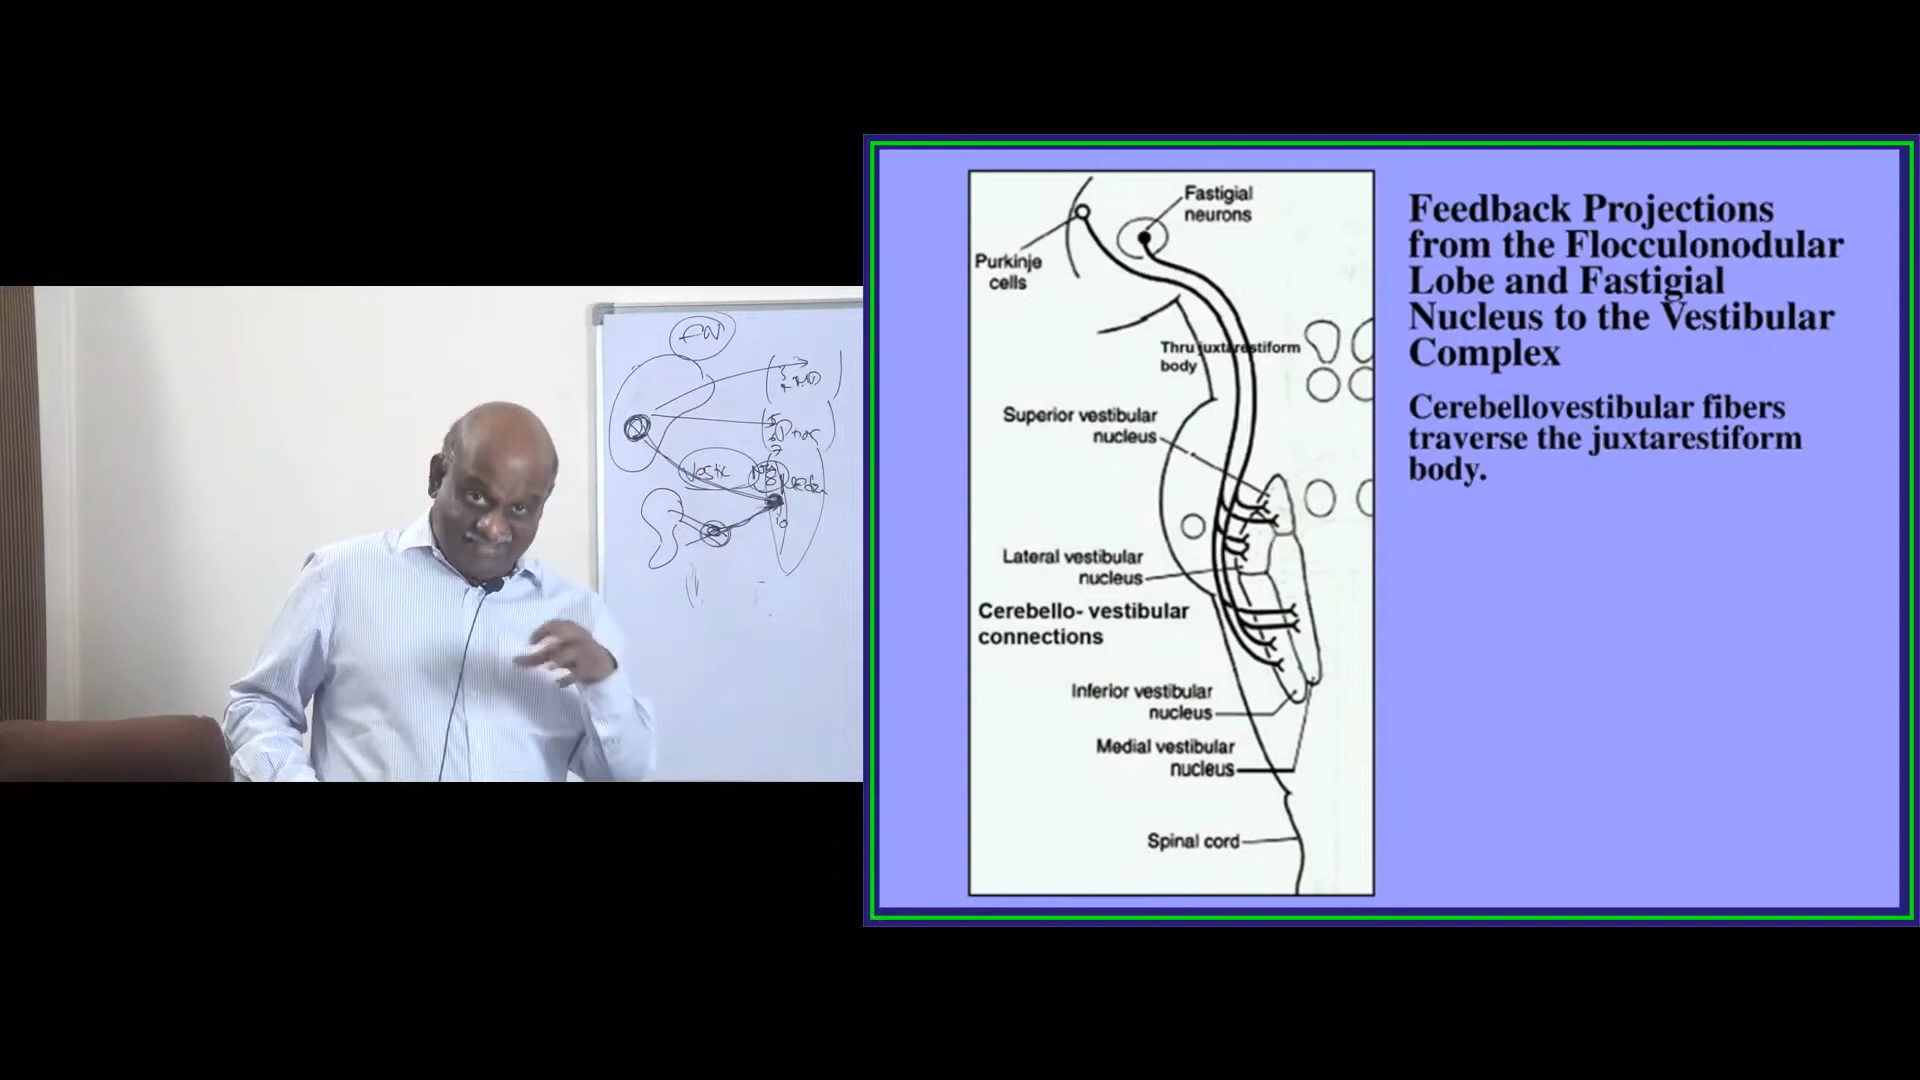 FN
Vest
Fastigial
neurons
Purkinje
cells
Thru juxtarestiform
body
Superior vestibular
nucleus
Lateral vestibular
nucleus
Cerebello- vestibular
connections
Inferior vestibular
nucleus
Medial vestibular
nucleus
Spinal cord
Feedback Projections
from the Flocculonodular
Lobe and Fastigial
Nucleus to the Vestibular
Complex
Cerebellovestibular fibers
traverse the juxtarestiform
body.